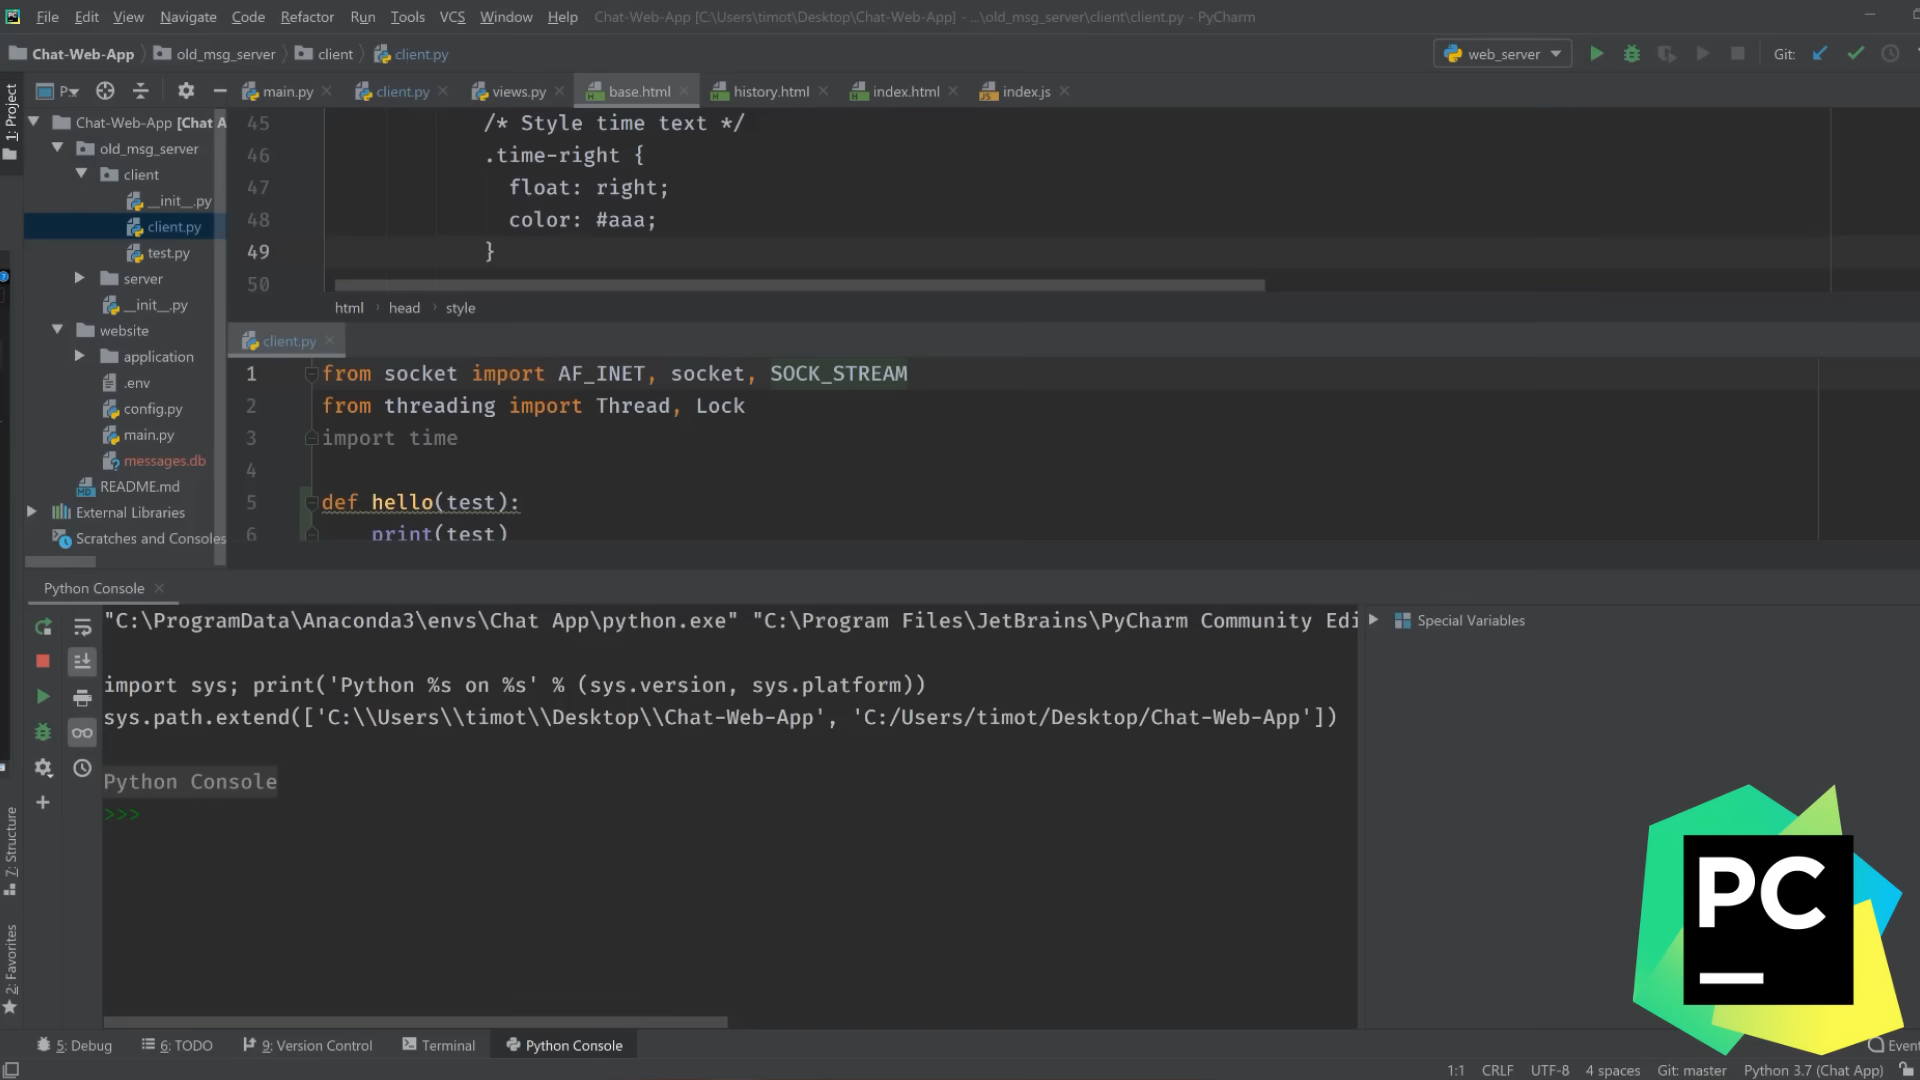 File Edit View Navigate Code Refactor Run Tools VCS Window Help Chat-Web-App [C:\Users\timot\Desktop\Chat-Web-App] - ...\old_msg_server\client\client.py - PyCharm
Chat-Web-App old_msg_server client client.py web_server Git:
P main.py client.py views.py base.html history.html index.html index.js
1: Project
Chat-Web-App [Chat A
old_msg_server
client
__init__.py
client.py
test.py
server
__init__.py
website
application
.env
config.py
main.py
messages.db
README.md
External Libraries
Scratches and Consoles
45 /* Style time text */
46 .time-right {
47 float: right;
48 color: #aaa;
49 }
50
html head style
client.py
1 from socket import AF_INET, socket, SOCK_STREAM
2 from threading import Thread, Lock
3 import time
4
5 def hello(test):
6 print(test)
Python Console
"C:\ProgramData\Anaconda3\envs\Chat App\python.exe" "C:\Program Files\JetBrains\PyCharm Community Edi
import sys; print('Python %s on %s' % (sys.version, sys.platform))
sys.path.extend(['C:\\Users\\timot\\Desktop\\Chat-Web-App', 'C:/Users/timot/Desktop/Chat-Web-App'])
Python Console
>>>
Special Variables
7: Structure
2: Favorites
PC
5: Debug 6: TODO 9: Version Control Terminal Python Console Event
1:1 CRLF UTF-8 4 spaces Git: master Python 3.7 (Chat App)